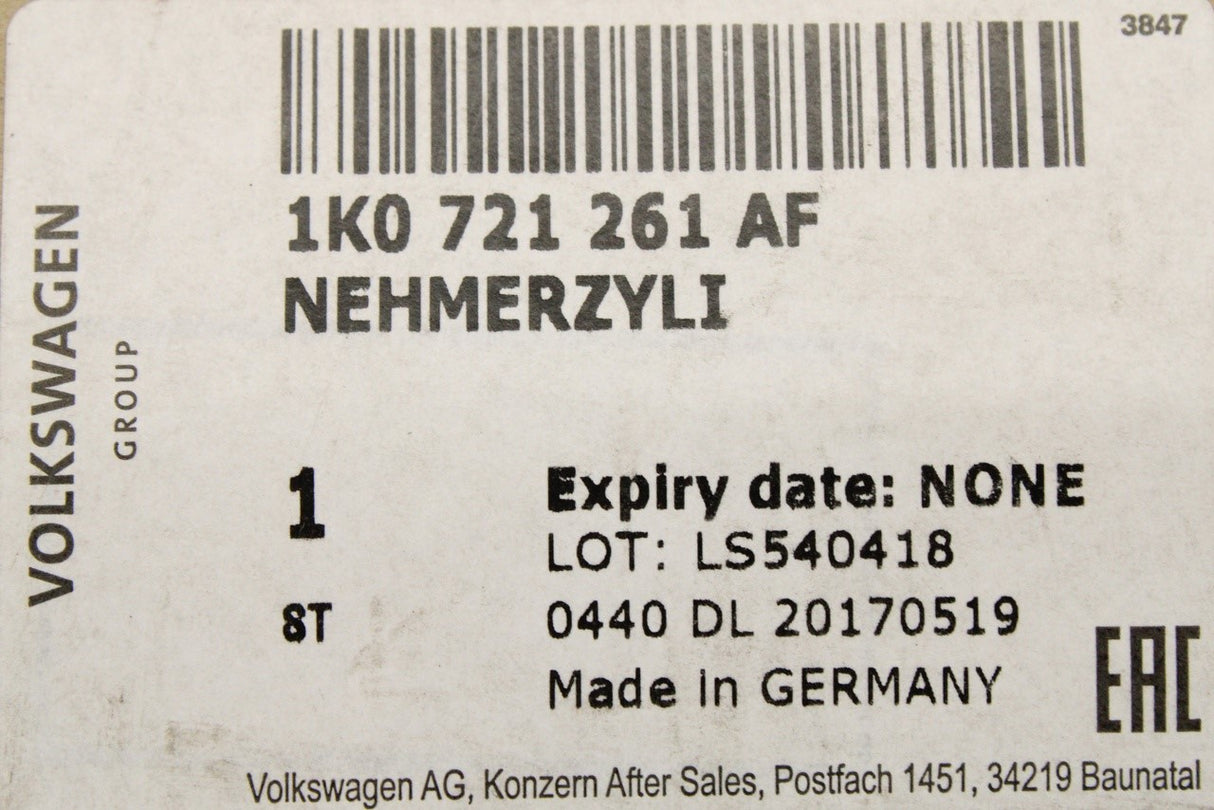 3847
1K0 721 261 AF
NEHMERZYLI
VOLKSWAGEN
GROUP
1
Expiry date: NONE
LOT: LS540418
ST
0440 DL 20170519
Made in GERMANY
EAC
Volkswagen AG, Konzern After Sales, Postfach 1451, 34219 Baunatal